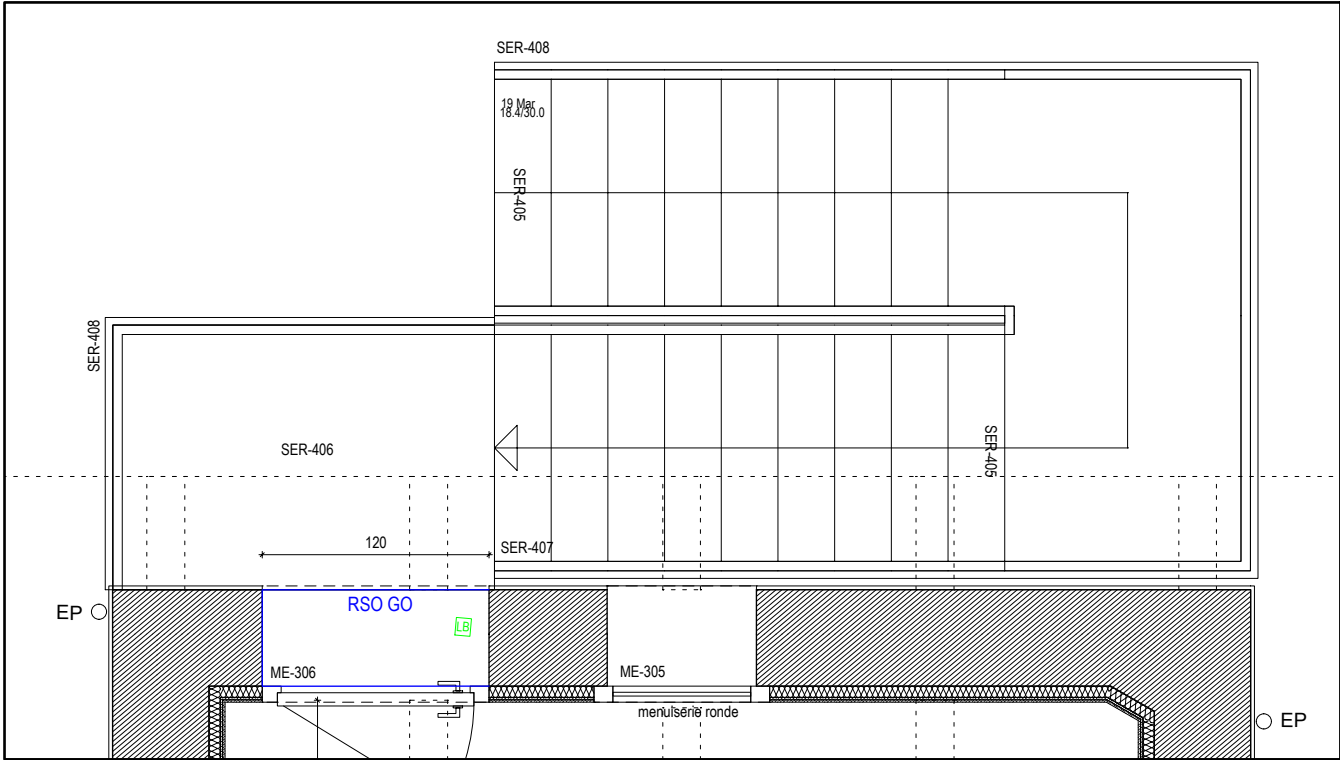 SER-408
19 Mar
18.4/30.0
SER-405
SER-408
SER-406
SER-405
120
SER-407
EP
RSO GO
LB
ME-306
ME-305
menuiserie ronde
EP